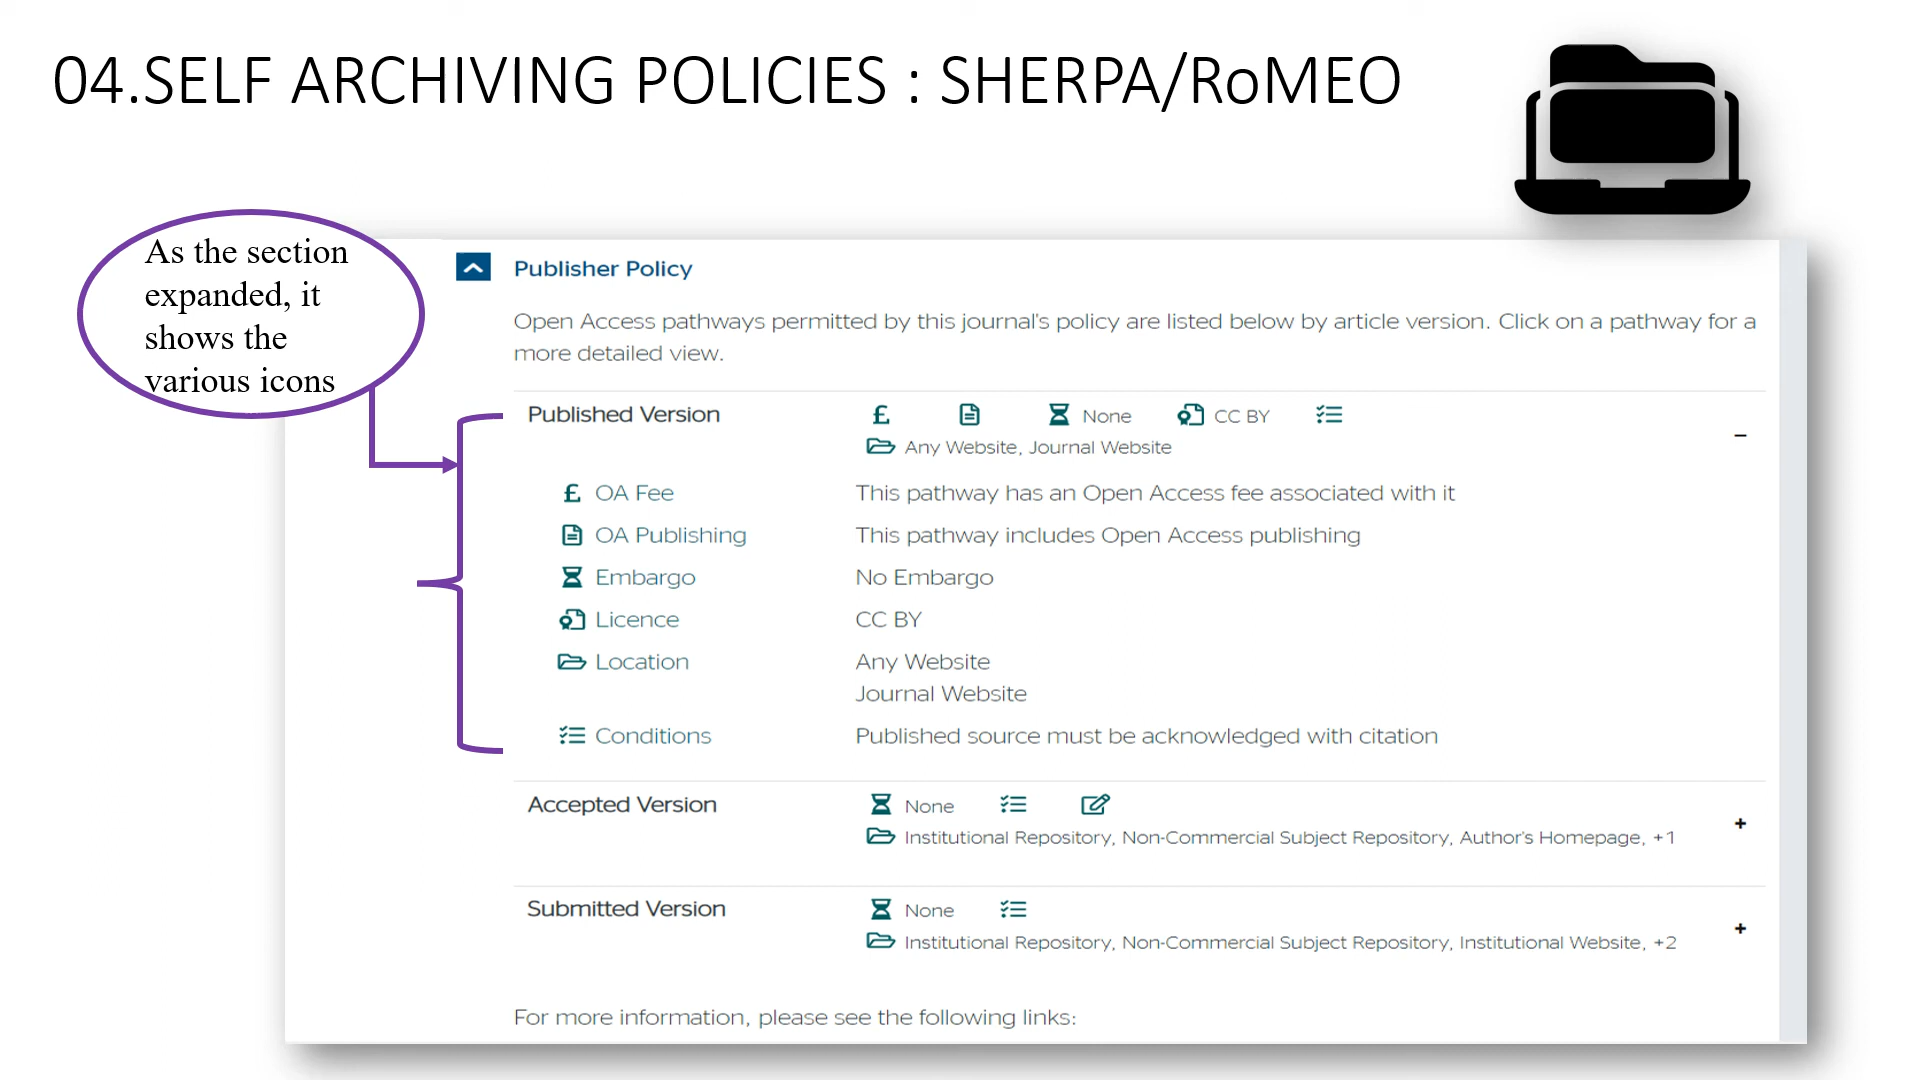 04.SELF ARCHIVING POLICIES : SHERPA/RoMEO
As the section
expanded, it
shows the
various icons
Publisher Policy
Open Access pathways permitted by this journal's policy are listed below by article version. Click on a pathway for a
more detailed view.
Published Version £ None CC BY
Any Website, Journal Website
£ OA Fee This pathway has an Open Access fee associated with it
OA Publishing This pathway includes Open Access publishing
Embargo No Embargo
Licence CC BY
Location Any Website
Journal Website
Conditions Published source must be acknowledged with citation
Accepted Version None
Institutional Repository, Non-Commercial Subject Repository, Author's Homepage, +1
Submitted Version None
Institutional Repository, Non-Commercial Subject Repository, Institutional Website, +2
For more information, please see the following links: